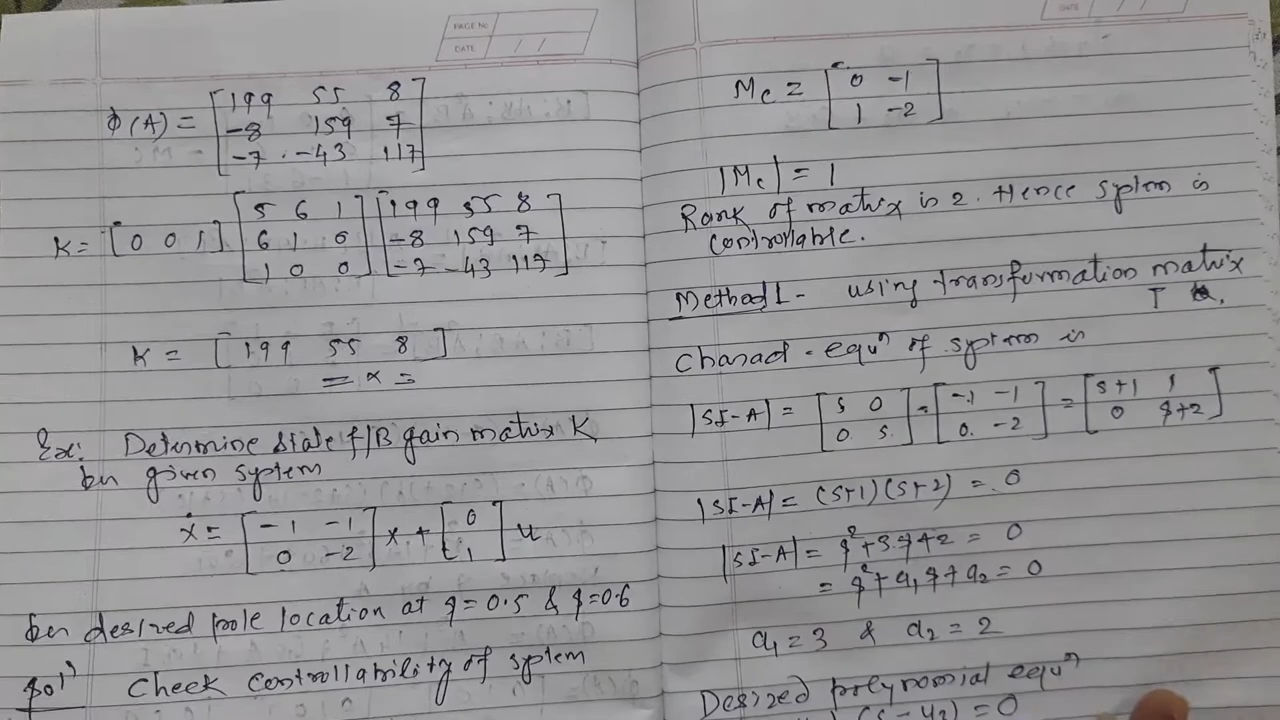 PAGE No
DATE / /
Φ(A) = [199 55 8
-8 159 7
-7 -43 117]
K = [0 0 1] [5 6 1
6 1 0
1 0 0] [199 55 8
-8 159 7
-7 -43 117]
K = [199 55 8]
= x =
Ex: Determine state f/B gain matrix K
for given system
ẋ = [-1 -1
0 -2] x + [0
1] u
for desired pole location at s=0.5 & s=0.6
Solⁿ Check controllability of system
DATE
Mc = [0 -1
1 -2]
|Mc| = 1
Rank of matrix is 2. Hence system is
controllable.
Method 1 - using transformation matrix
T
Charact. equⁿ of system is
|SI-A| = [S 0
0 S] - [-1 -1
0 -2] = [S+1 1
0 S+2]
|SI-A| = (S+1)(S+2) = 0
|SI-A| = s²+3s+2 = 0
= s²+a₁s+a₂ = 0
a₁=3 & a₂=2
Desired polynomial equⁿ